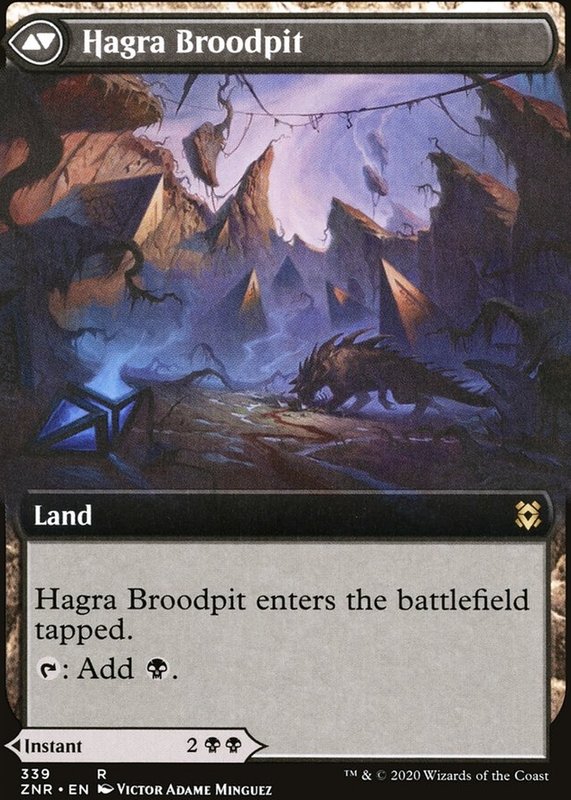 Hagra Broodpit
Land
Hagra Broodpit enters the battlefield
tapped.
: Add .
Instant 2
339 R
ZNR • EN Victor Adame Minguez
™ & © 2020 Wizards of the Coast